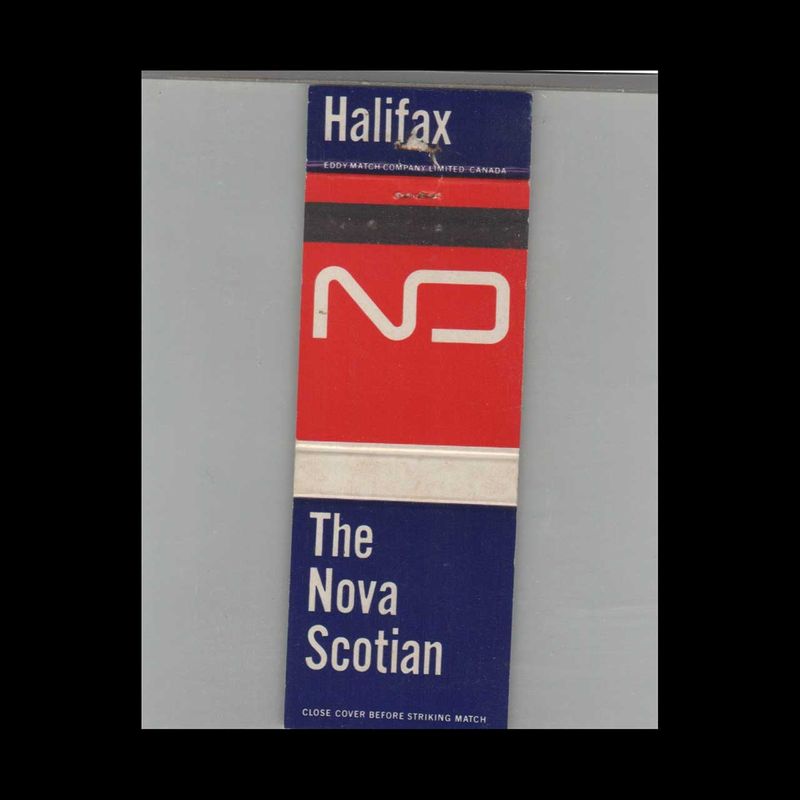 Halifax
EDDY MATCH COMPANY LIMITED CANADA
CN
The
Nova
Scotian
CLOSE COVER BEFORE STRIKING MATCH